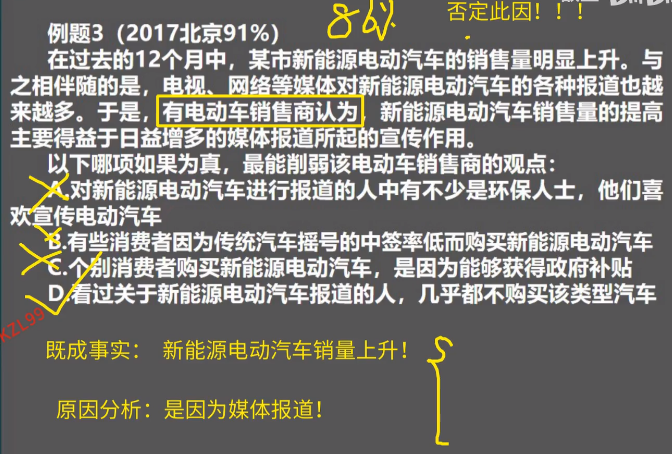 否定此因！！！
例题3（2017北京91%）
在过去的12个月中，某市新能源电动汽车的销售量明显上升。与
之相伴随的是，电视、网络等媒体对新能源电动汽车的各种报道也越
来越多。于是，有电动车销售商认为，新能源电动汽车销售量的提高
主要得益于日益增多的媒体报道所起的宣传作用。
以下哪项如果为真，最能削弱该电动车销售商的观点：
A.对新能源电动汽车进行报道的人中有不少是环保人士，他们喜
欢宣传电动汽车
B.有些消费者因为传统汽车摇号的中签率低而购买新能源电动汽车
C.个别消费者购买新能源电动汽车，是因为能够获得政府补贴
D.看过关于新能源电动汽车报道的人，几乎都不购买该类型汽车
KZL99
既成事实： 新能源电动汽车销量上升！
原因分析：是因为媒体报道！